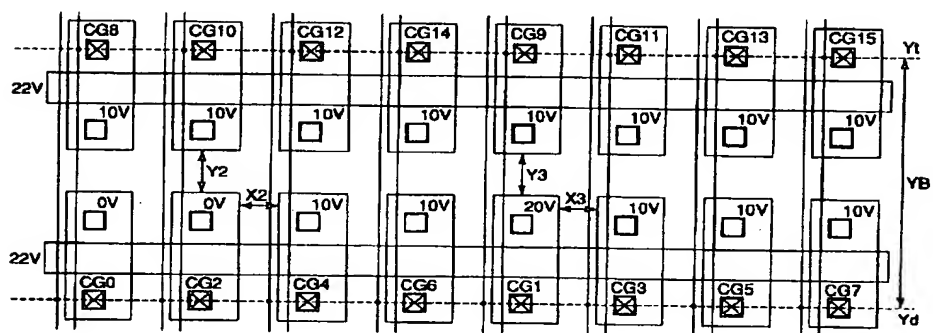 CG8 CG10 CG12 CG14 CG9 CG11 CG13 CG15 Yt
22V
10V 10V 10V 10V 10V 10V 10V 10V
Y2 Y3 YB
X2 X3
0V 0V 10V 10V 20V 10V 10V 10V
22V
CG0 CG2 CG4 CG6 CG1 CG3 CG5 CG7 Yd